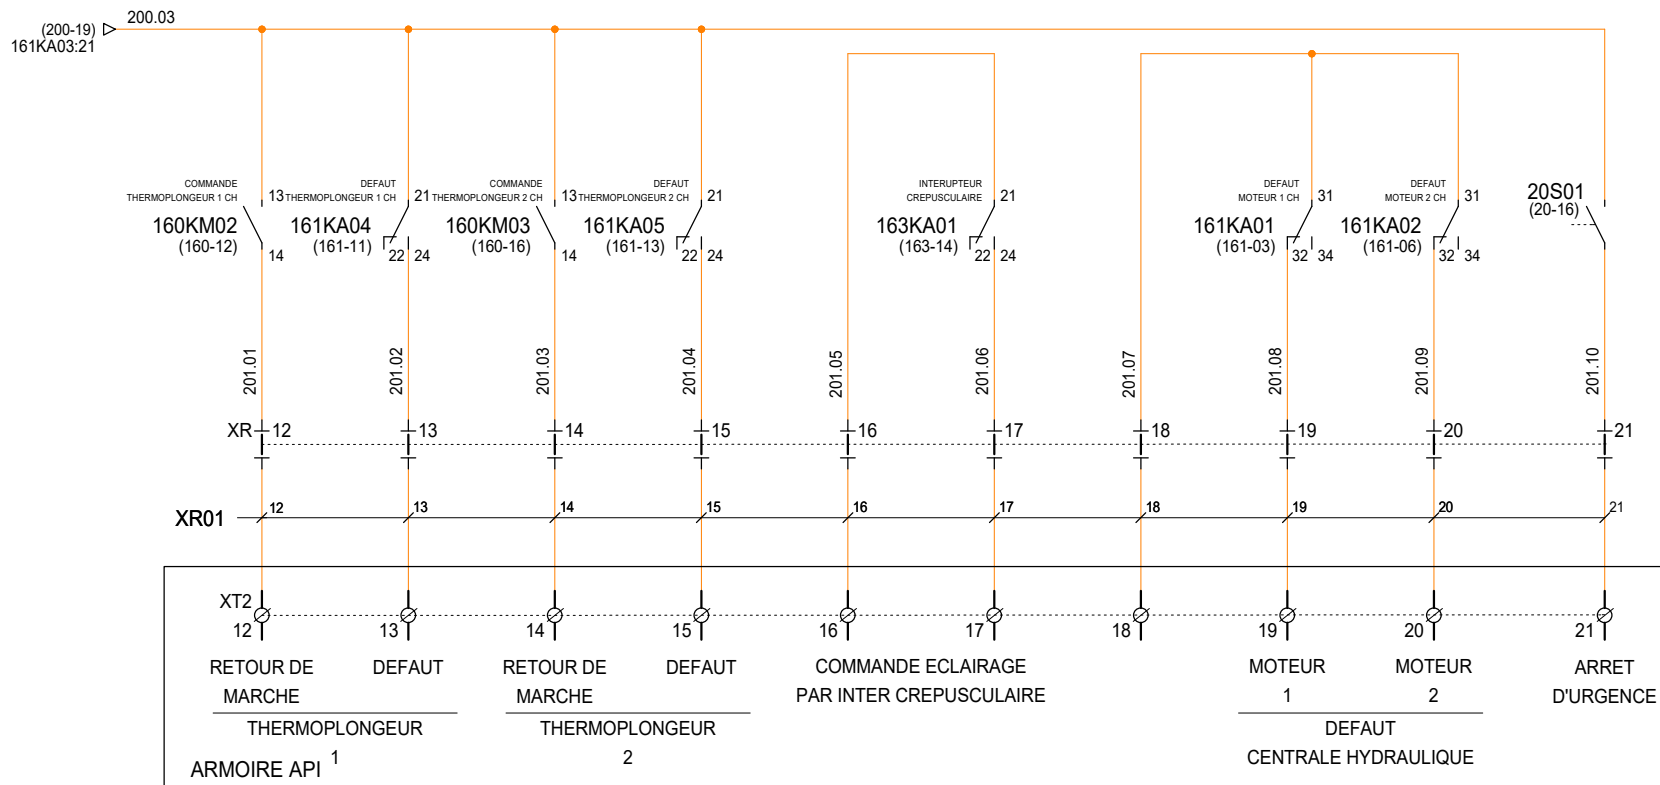 200.03
(200-19)
161KA03:21
COMMANDE
THERMOPLONGEUR 1 CH
13
160KM02
(160-12)
14
DEFAUT
THERMOPLONGEUR 1 CH
21
161KA04
(161-11)
22 24
COMMANDE
THERMOPLONGEUR 2 CH
13
160KM03
(160-16)
14
DEFAUT
THERMOPLONGEUR 2 CH
21
161KA05
(161-13)
22 24
INTERUPTEUR
CREPUSCULAIRE
21
163KA01
(163-14)
22 24
DEFAUT
MOTEUR 1 CH
31
161KA01
(161-03)
32 34
DEFAUT
MOTEUR 2 CH
31
161KA02
(161-06)
32 34
20S01
(20-16)
201.01 201.02 201.03 201.04 201.05 201.06 201.07 201.08 201.09 201.10
XR 12 13 14 15 16 17 18 19 20 21
XR01 12 13 14 15 16 17 18 19 20 21
XT2
12 13 14 15 16 17 18 19 20 21
RETOUR DE
MARCHE
DEFAUT
THERMOPLONGEUR
1
RETOUR DE
MARCHE
DEFAUT
THERMOPLONGEUR
2
COMMANDE ECLAIRAGE
PAR INTER CREPUSCULAIRE
MOTEUR
1
MOTEUR
2
DEFAUT
CENTRALE HYDRAULIQUE
ARRET
D'URGENCE
ARMOIRE API